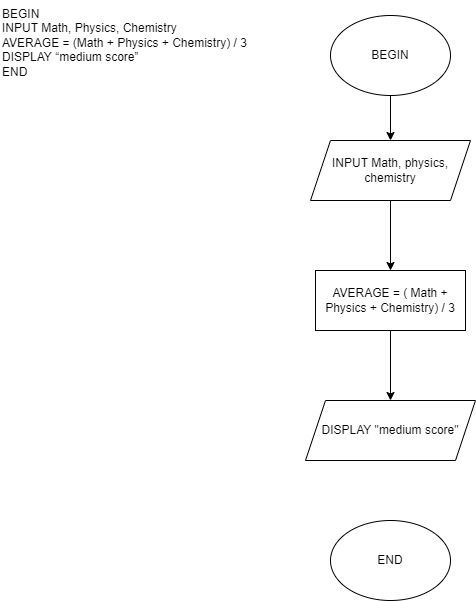 BEGIN
INPUT Math, Physics, Chemistry
AVERAGE = (Math + Physics + Chemistry) / 3
DISPLAY “medium score”
END
BEGIN
INPUT Math, physics,
chemistry
AVERAGE = ( Math +
Physics + Chemistry) / 3
DISPLAY "medium score"
END